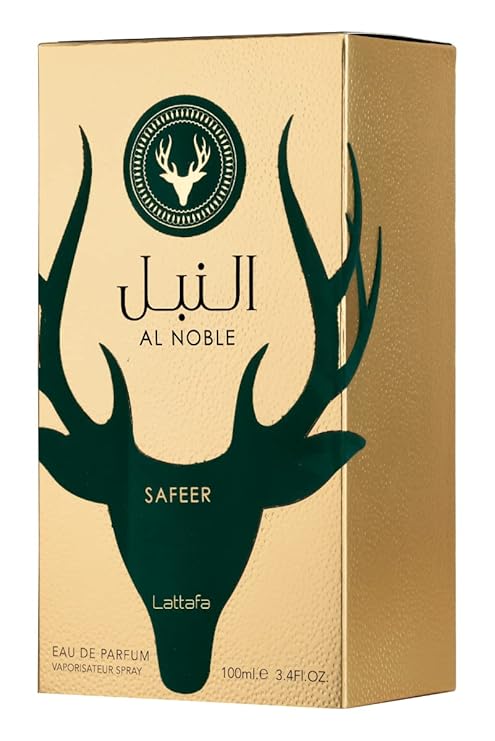 النبل
AL NOBLE
SAFEER
Lattafa
EAU DE PARFUM
VAPORISATEUR SPRAY
100ml.℮ 3.4FL.OZ.